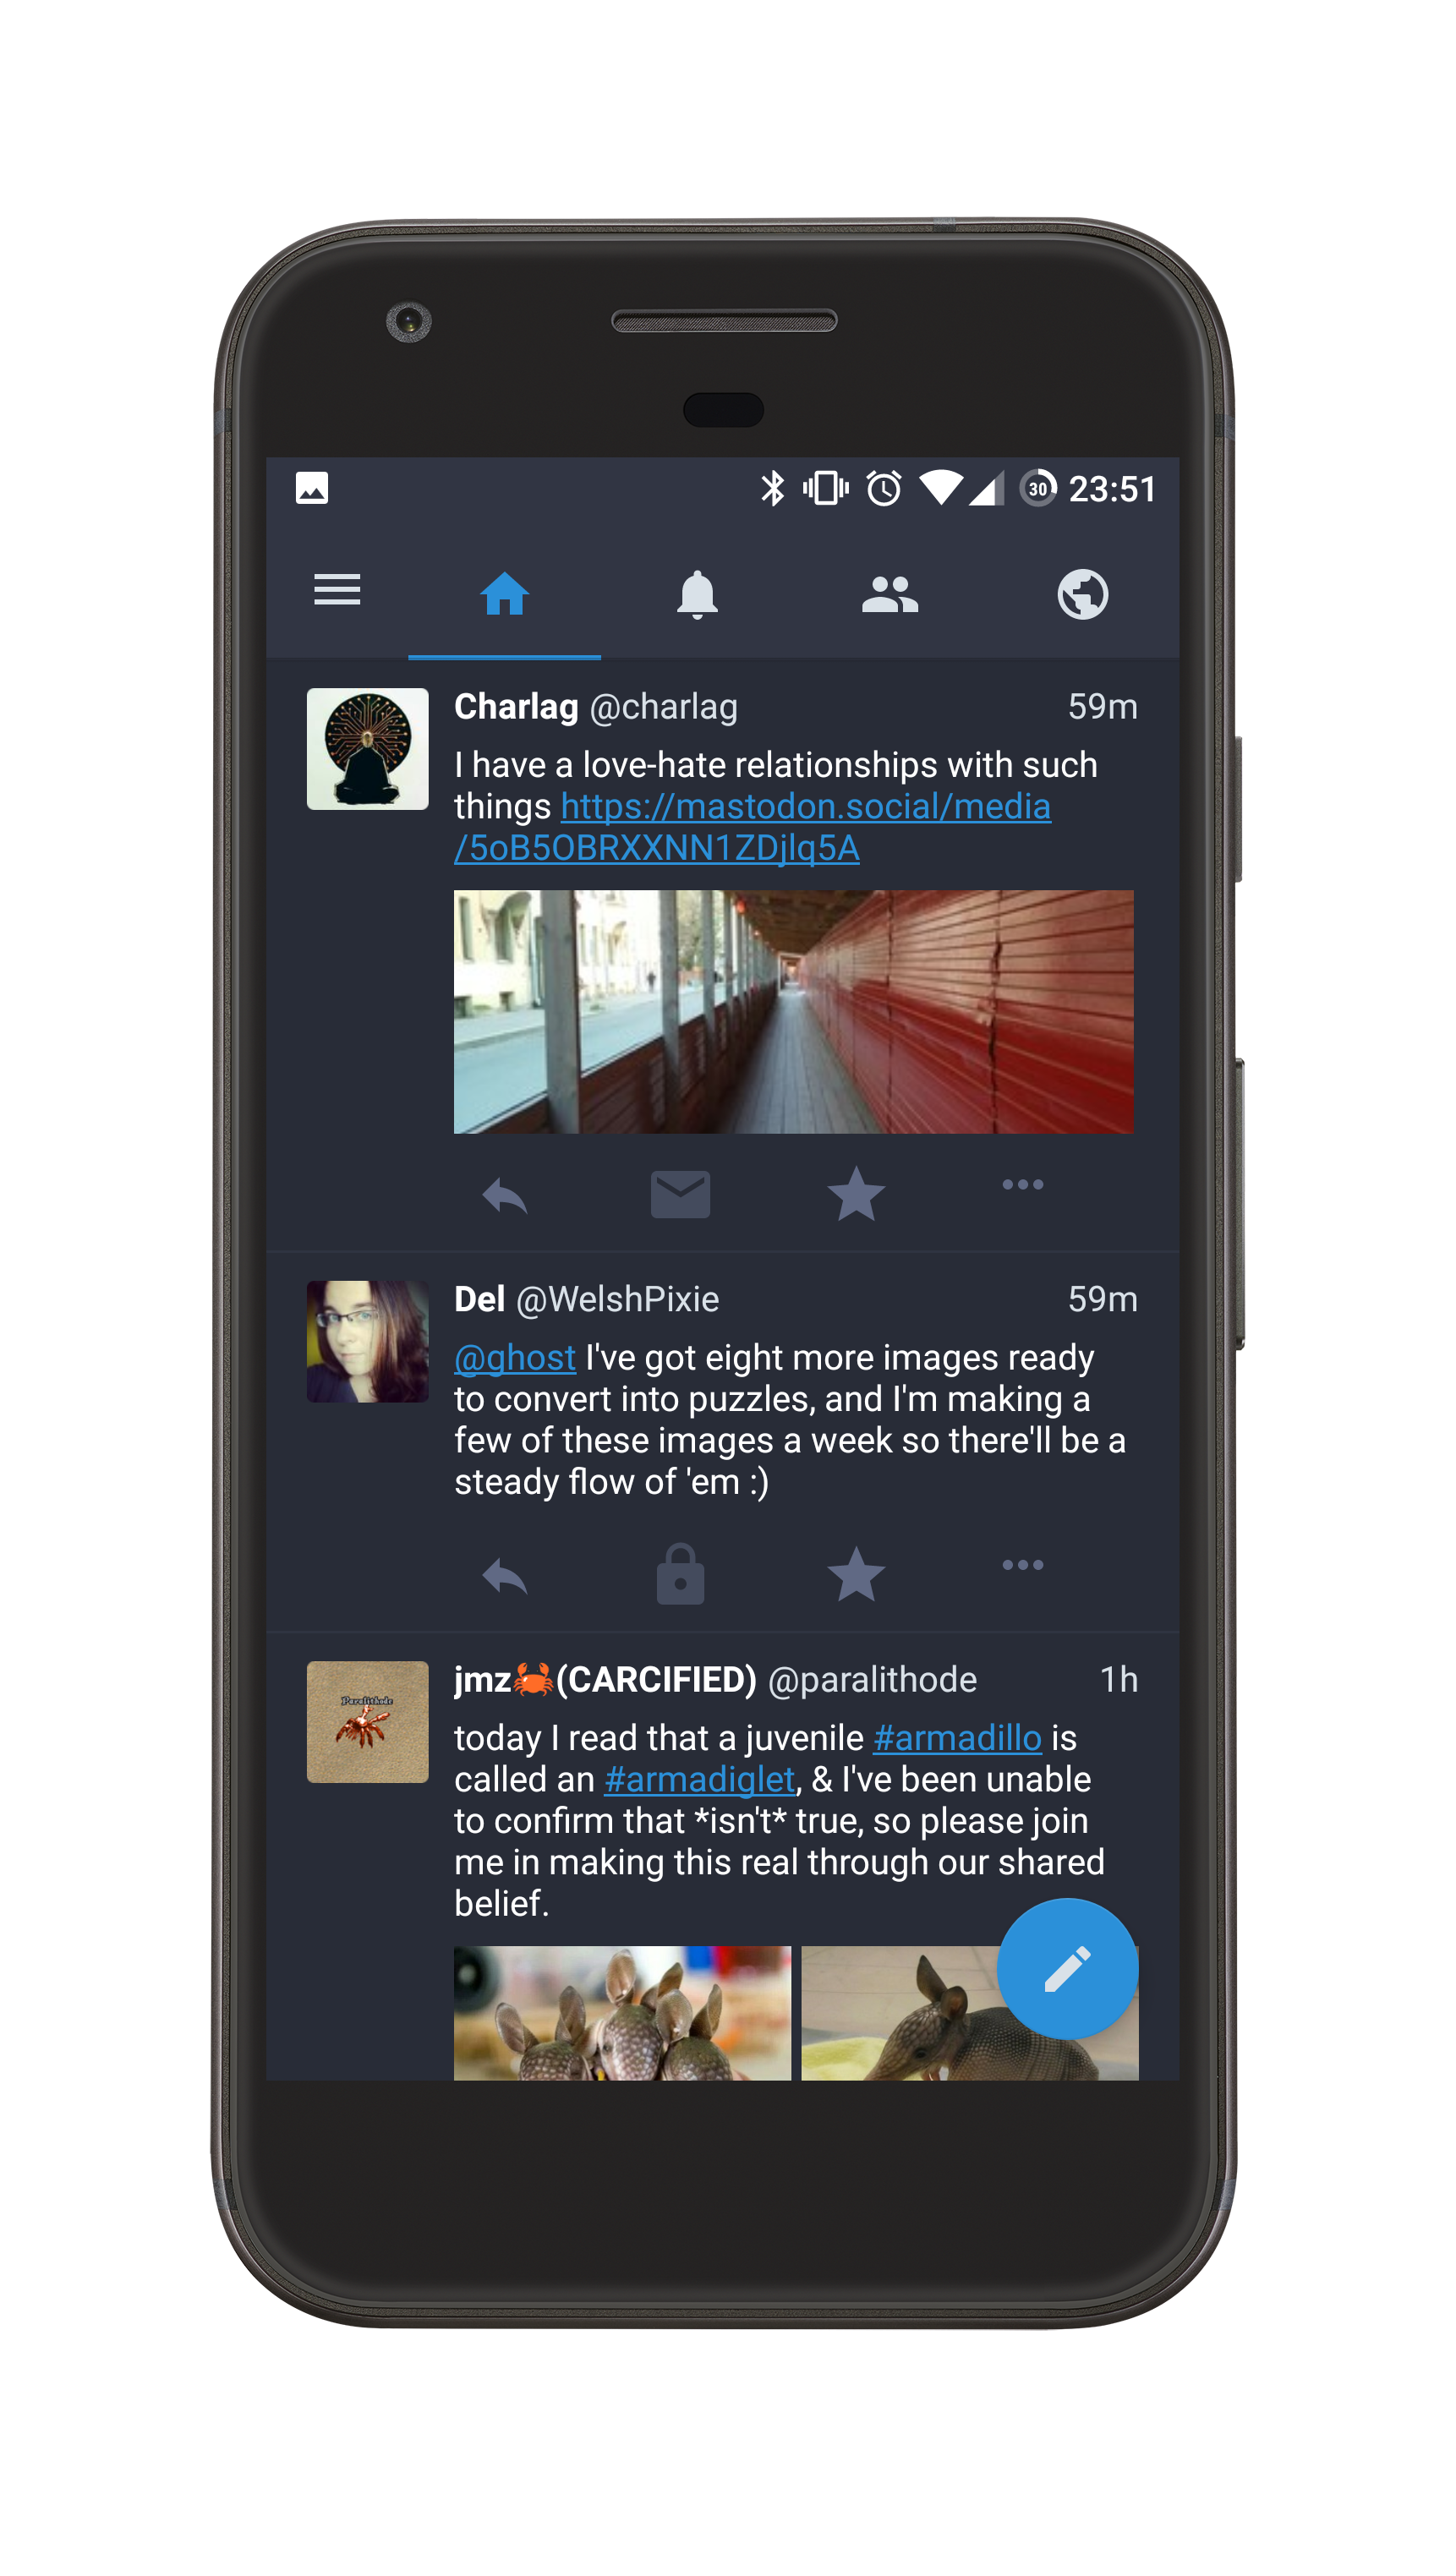 30 23:51
Charlag @charlag 59m
I have a love-hate relationships with such
things https://mastodon.social/media
/5oB5OBRXXNN1ZDjlq5A
Del @WelshPixie 59m
@ghost I've got eight more images ready
to convert into puzzles, and I'm making a
few of these images a week so there'll be a
steady flow of 'em :)
Paralithode
jmz🦀(CARCIFIED) @paralithode 1h
today I read that a juvenile #armadillo is
called an #armadiglet, & I've been unable
to confirm that *isn't* true, so please join
me in making this real through our shared
belief.